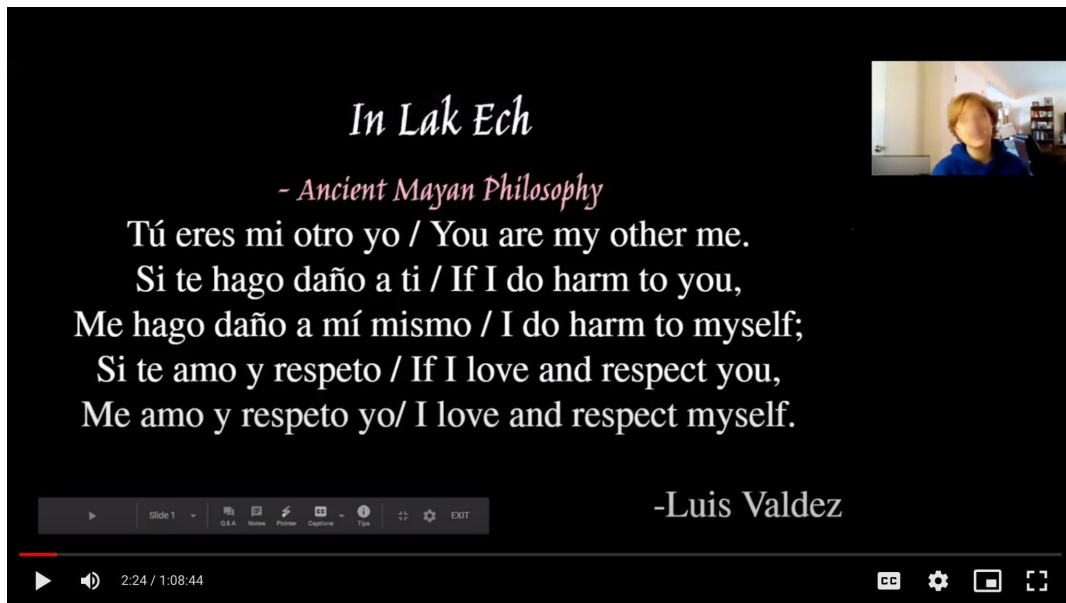 In Lak Ech
- Ancient Mayan Philosophy
Tú eres mi otro yo / You are my other me.
Si te hago daño a ti / If I do harm to you,
Me hago daño a mí mismo / I do harm to myself;
Si te amo y respeto / If I love and respect you,
Me amo y respeto yo/ I love and respect myself.
-Luis Valdez
Slide 1 Q&A Notes Pointer Captions Tips EXIT
2:24 / 1:08:44 CC